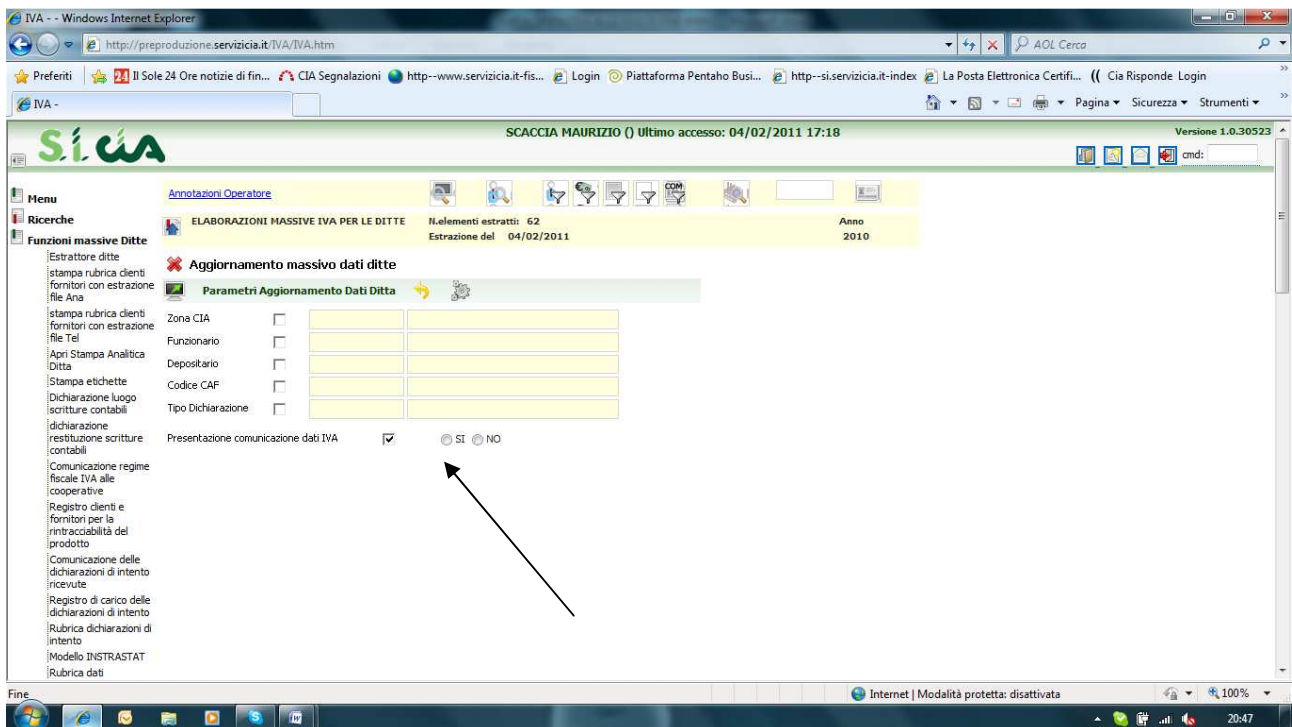 IVA - - Windows Internet Explorer
http://preproduzione.servizicia.it/IVA/IVA.htm
AOL Cerca
Preferiti
24 Il Sole 24 Ore notizie di fin...
CIA Segnalazioni
http--www.servizicia.it-fis...
Login
Piattaforma Pentaho Busi...
http--si.servizicia.it-index
La Posta Elettronica Certifi...
Cia Risponde Login
IVA -
Pagina
Sicurezza
Strumenti
S.i. cia
SCACCIA MAURIZIO () Ultimo accesso: 04/02/2011 17:18
Versione 1.0.30523
cmd:
Menu
Ricerche
Funzioni massive Ditte
Estrattore ditte
stampa rubrica clienti
fornitori con estrazione
file Ana
stampa rubrica clienti
fornitori con estrazione
file Tel
Apri Stampa Analitica
Ditta
Stampa etichette
Dichiarazione luogo
scritture contabili
dichiarazione
restituzione scritture
contabili
Comunicazione regime
fiscale IVA alle
cooperative
Registro clienti e
fornitori per la
rintracciabilità del
prodotto
Comunicazione delle
dichiarazioni di intento
ricevute
Registro di carico delle
dichiarazioni di intento
Rubrica dichiarazioni di
intento
Modello INSTRASTAT
Rubrica dati
Annotazioni Operatore
COM
ELABORAZIONI MASSIVE IVA PER LE DITTE
N.elementi estratti: 62
Anno
Estrazione del 04/02/2011
2010
Aggiornamento massivo dati ditte
Parametri Aggiornamento Dati Ditta
Zona CIA
Funzionario
Depositario
Codice CAF
Tipo Dichiarazione
Presentazione comunicazione dati IVA
SI
NO
Fine
Internet | Modalità protetta: disattivata
100%
20:47